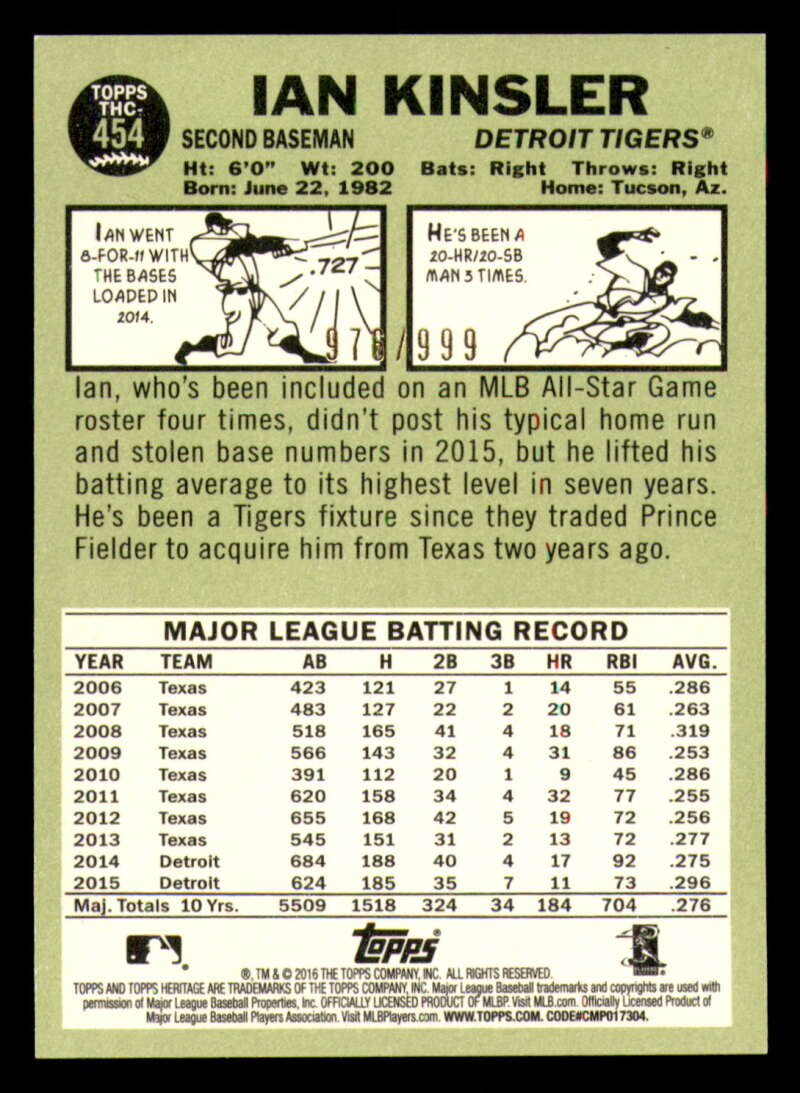 TOPPS
THC-
454
IAN KINSLER
SECOND BASEMAN DETROIT TIGERS®
Ht: 6'0" Wt: 200 Bats: Right Throws: Right
Born: June 22, 1982 Home: Tucson, Az.
IAN WENT
8-FOR-11 WITH
THE BASES
LOADED IN
2014.
.727
HE'S BEEN A
20-HR/20-SB
MAN 3 TIMES.
976/999
Ian, who's been included on an MLB All-Star Game
roster four times, didn't post his typical home run
and stolen base numbers in 2015, but he lifted his
batting average to its highest level in seven years.
He's been a Tigers fixture since they traded Prince
Fielder to acquire him from Texas two years ago.
MAJOR LEAGUE BATTING RECORD
YEAR TEAM AB H 2B 3B HR RBI AVG.
2006 Texas 423 121 27 1 14 55 .286
2007 Texas 483 127 22 2 20 61 .263
2008 Texas 518 165 41 4 18 71 .319
2009 Texas 566 143 32 4 31 86 .253
2010 Texas 391 112 20 1 9 45 .286
2011 Texas 620 158 34 4 32 77 .255
2012 Texas 655 168 42 5 19 72 .256
2013 Texas 545 151 31 2 13 72 .277
2014 Detroit 684 188 40 4 17 92 .275
2015 Detroit 624 185 35 7 11 73 .296
Maj. Totals 10 Yrs. 5509 1518 324 34 184 704 .276
topps®
®, TM & © 2016 THE TOPPS COMPANY, INC. ALL RIGHTS RESERVED.
TOPPS AND TOPPS HERITAGE ARE TRADEMARKS OF THE TOPPS COMPANY, INC. Major League Baseball trademarks and copyrights are used with
permission of Major League Baseball Properties, Inc. OFFICIALLY LICENSED PRODUCT OF MLBP. Visit MLB.com. Officially Licensed Product of
Major League Baseball Players Association. Visit MLBPlayers.com. WWW.TOPPS.COM. CODE#CMP017304.